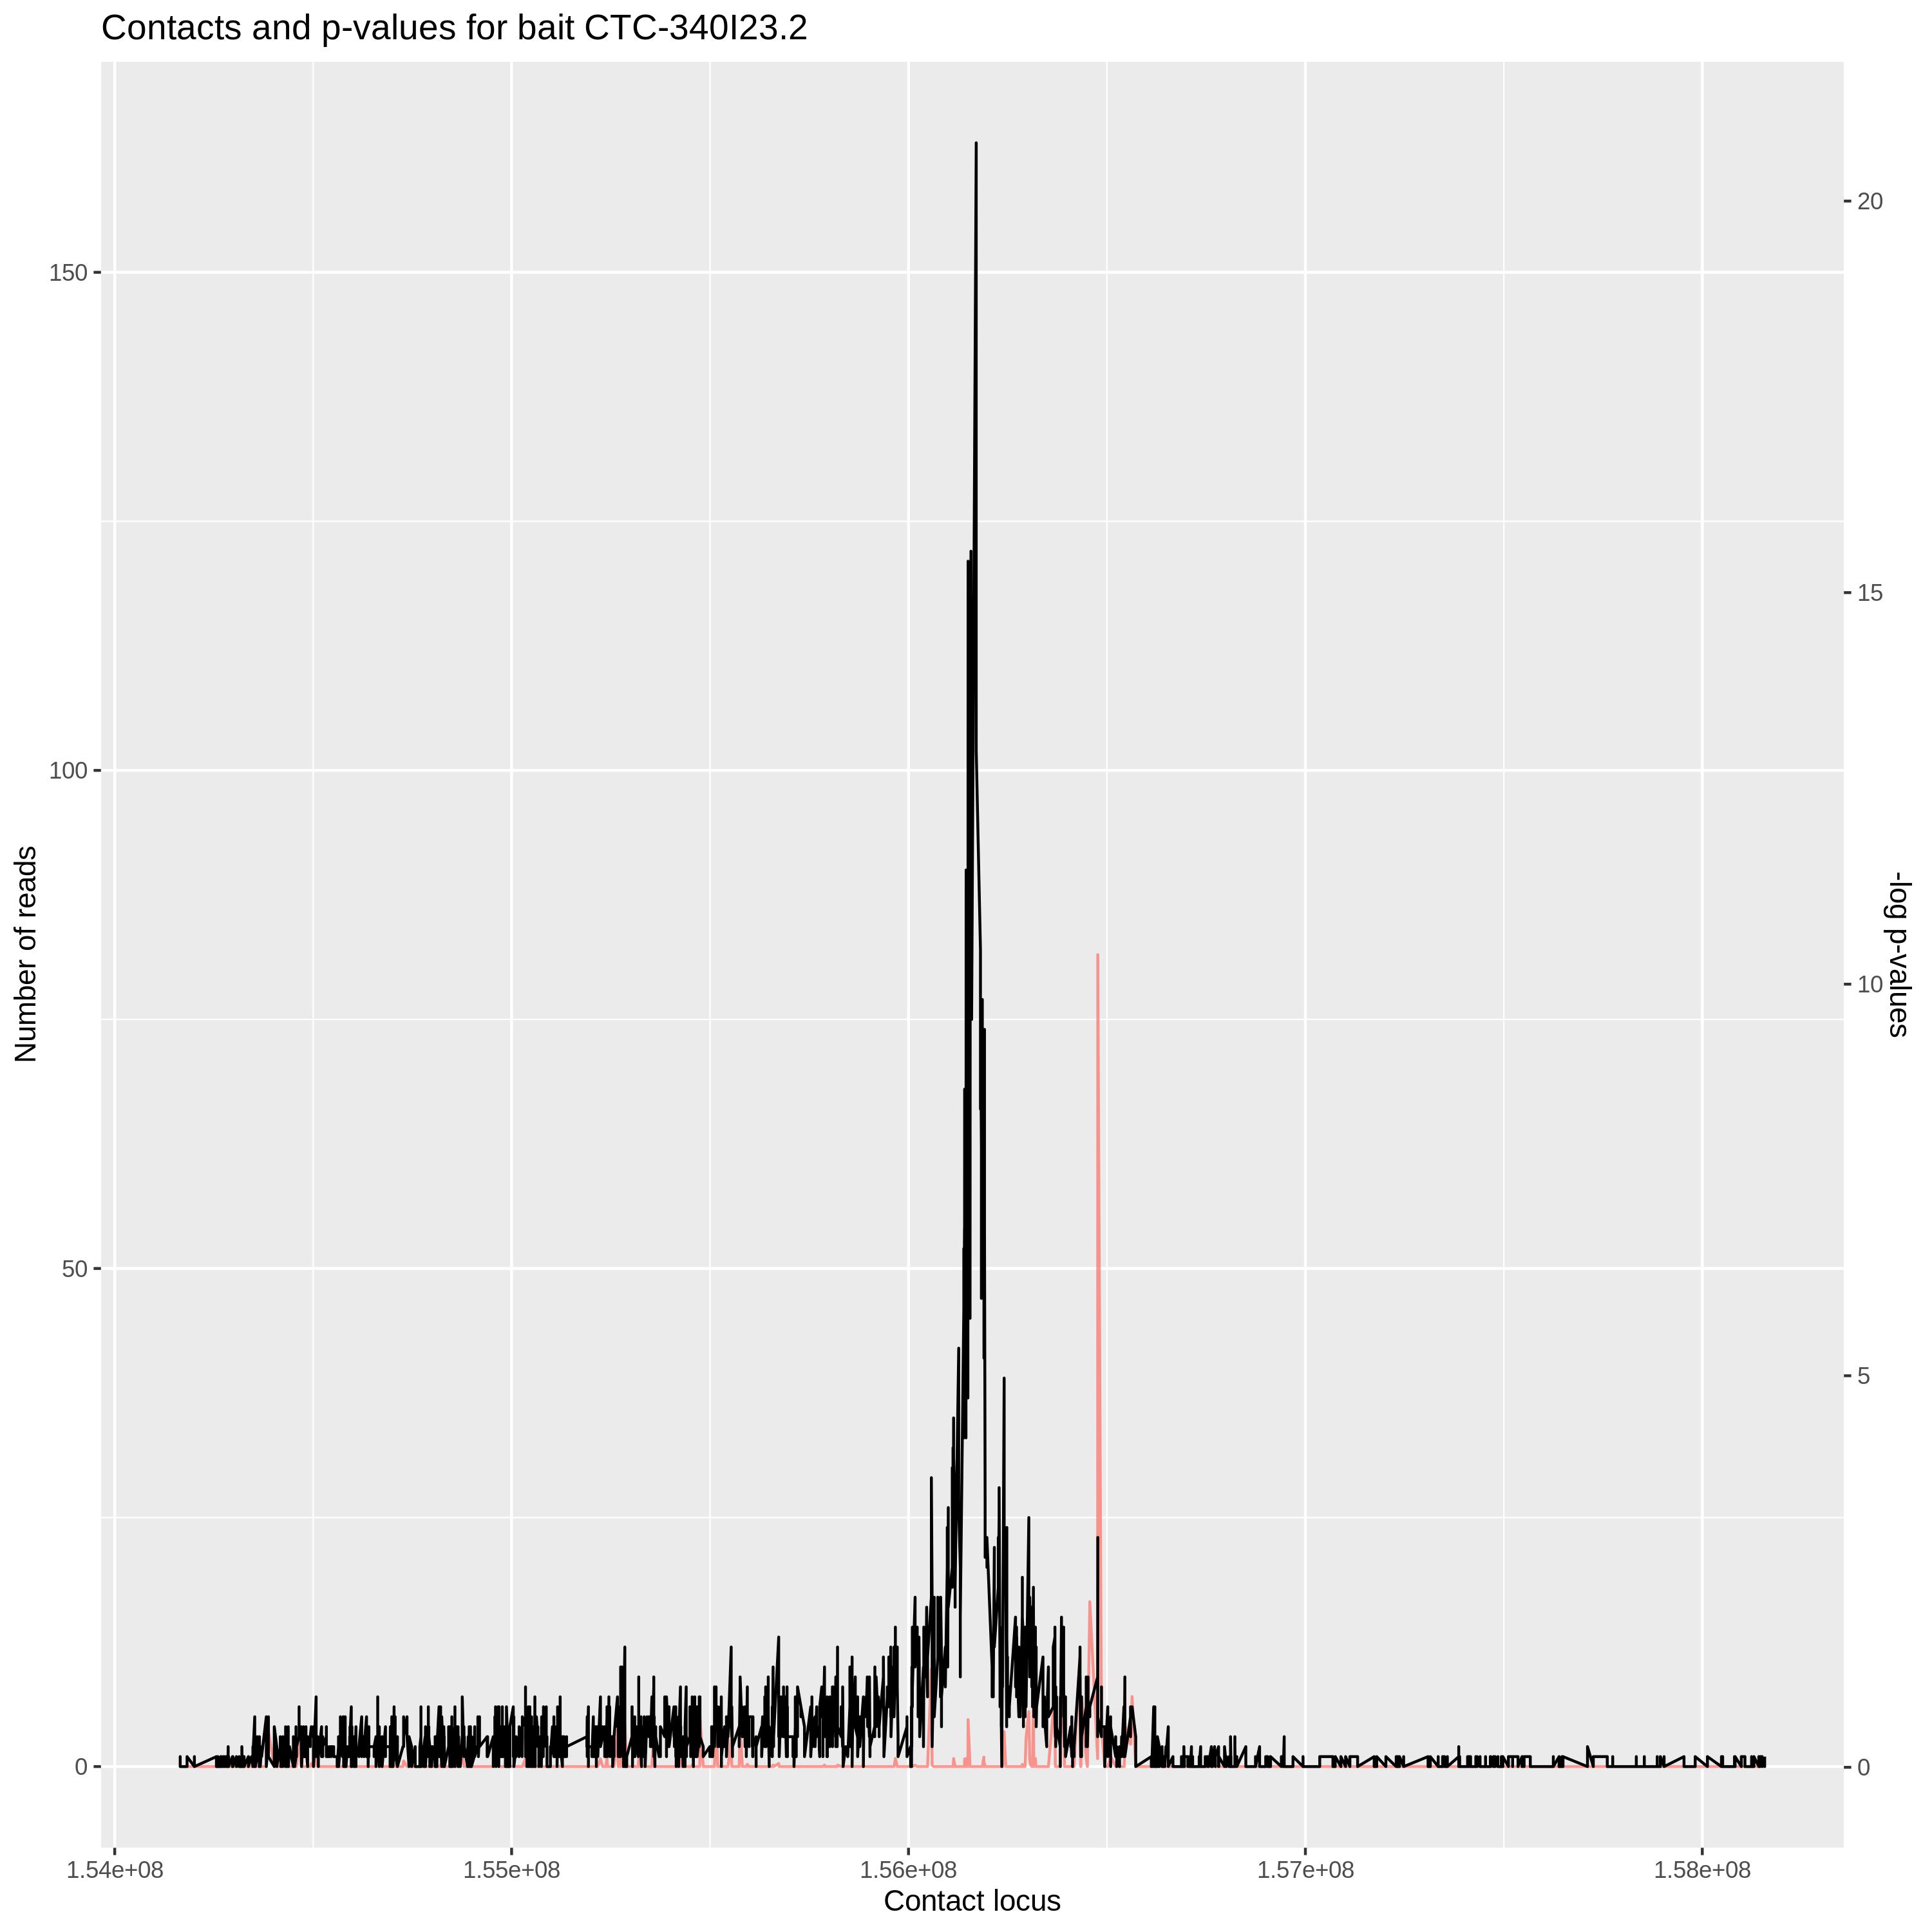 Contacts and p-values for bait CTC-340I23.2
150
100
50
0
Number of reads
20
15
10
5
0
-log p-values
1.54e+08
1.55e+08
1.56e+08
1.57e+08
1.58e+08
Contact locus